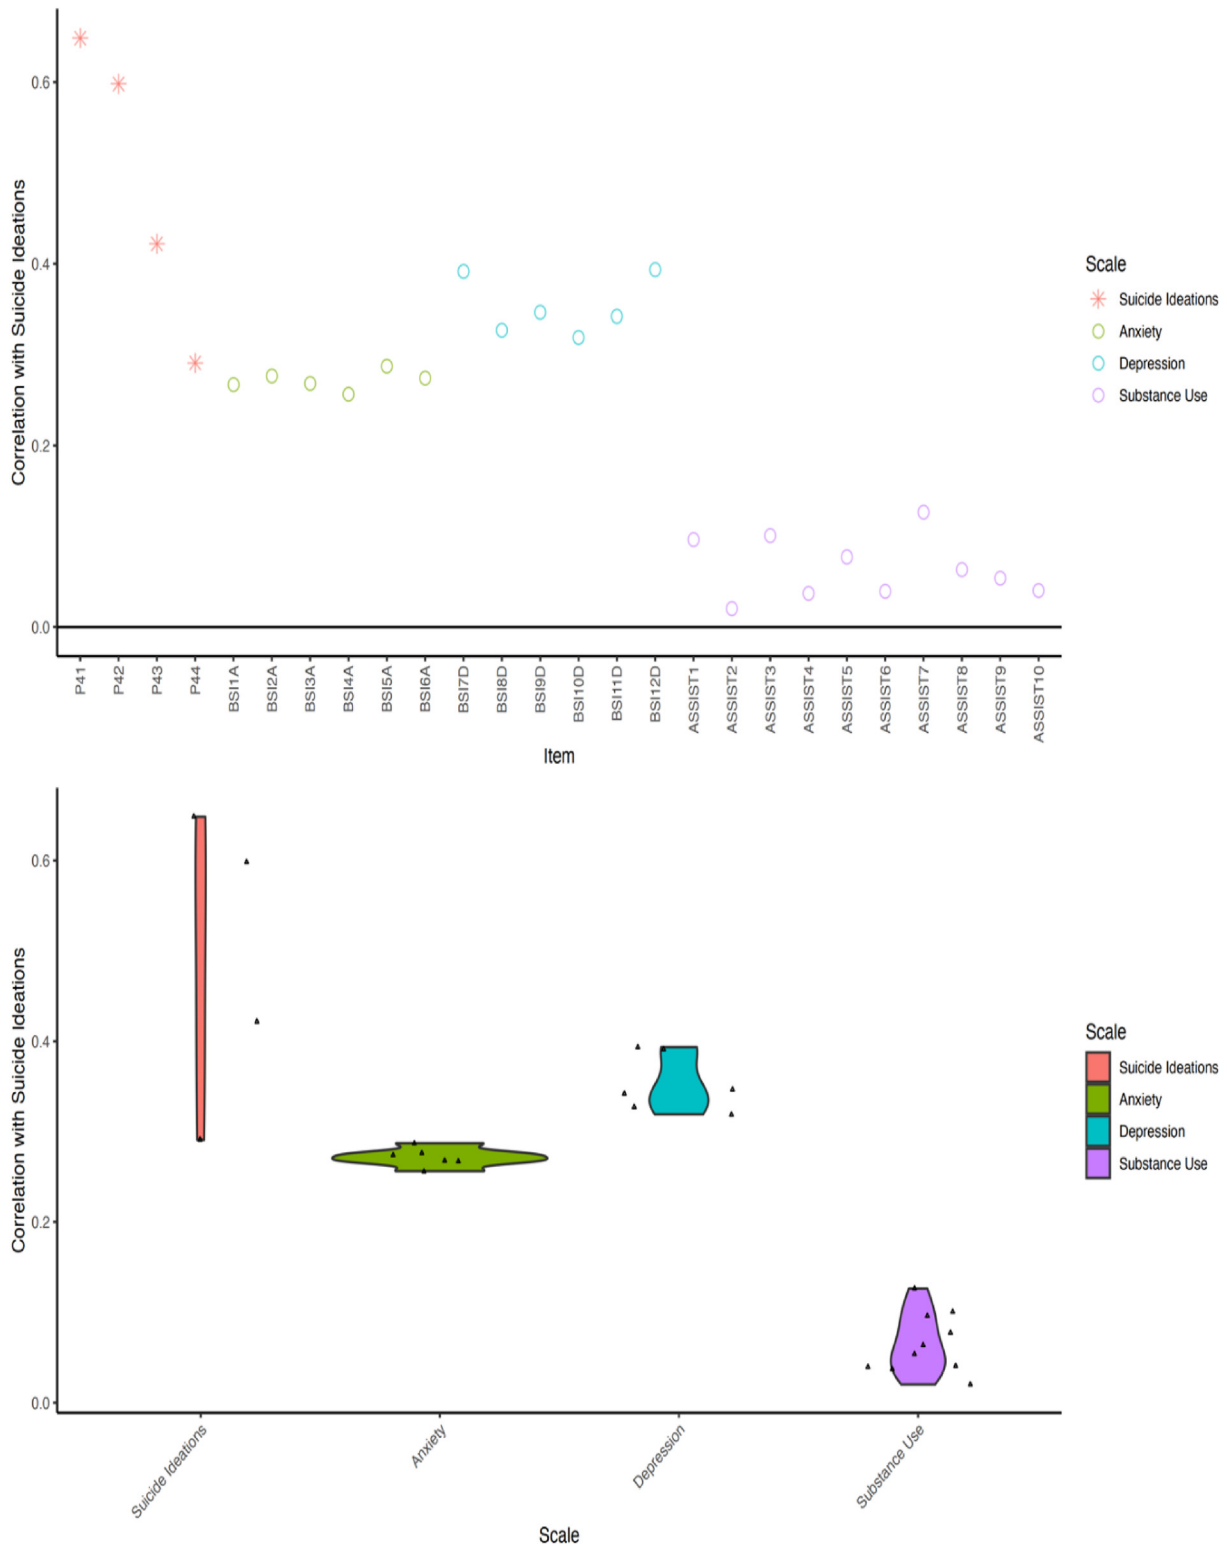 Correlation with Suicide Ideations
0.6
0.4
0.2
0.0
P41
P42
P43
P44
BSI1A
BSI2A
BSI3A
BSI4A
BSI5A
BSI6A
BSI7D
BSI8D
BSI9D
BSI10D
BSI11D
BSI12D
ASSIST1
ASSIST2
ASSIST3
ASSIST4
ASSIST5
ASSIST6
ASSIST7
ASSIST8
ASSIST9
ASSIST10
Item
Scale
Suicide Ideations
Anxiety
Depression
Substance Use
Correlation with Suicide Ideations
0.6
0.4
0.2
0.0
Suicide Ideations
Anxiety
Depression
Substance Use
Scale
Scale
Suicide Ideations
Anxiety
Depression
Substance Use